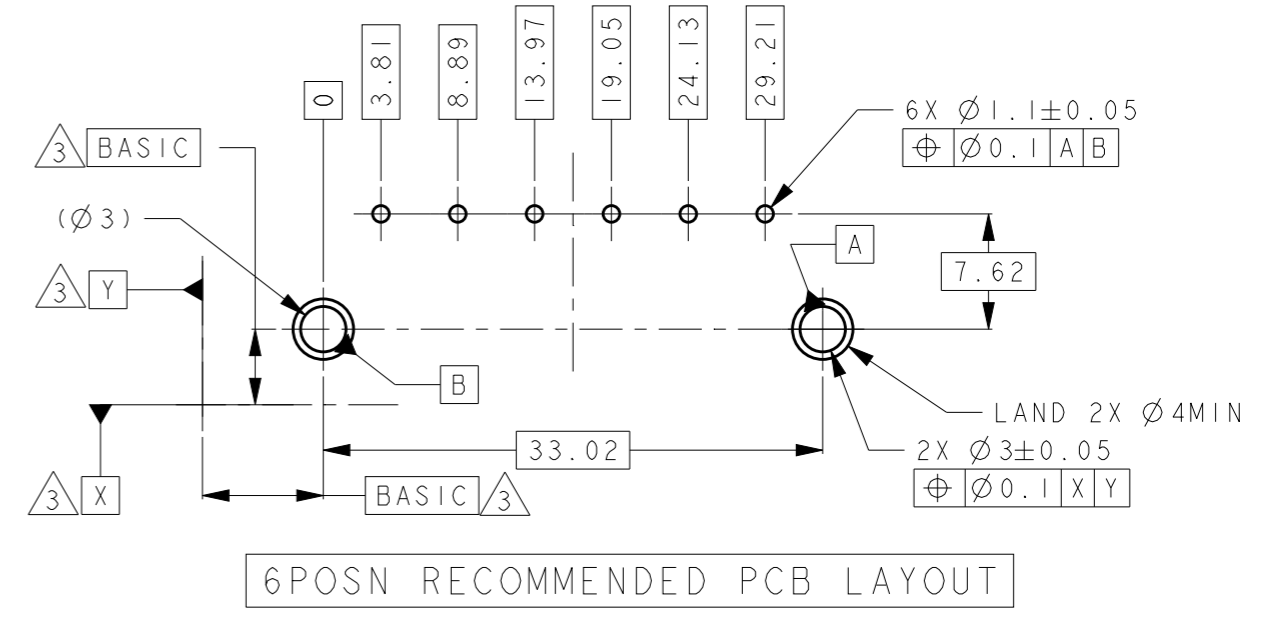 0
3.81
8.89
13.97
19.05
24.13
29.21
6X Ø1.1±0.05
⌖ Ø0.1 A B
3 BASIC
(Ø3)
A
7.62
3 Y
B
LAND 2X Ø4MIN
33.02
2X Ø3±0.05
⌖ Ø0.1 X Y
3 X
BASIC 3
6POSN RECOMMENDED PCB LAYOUT